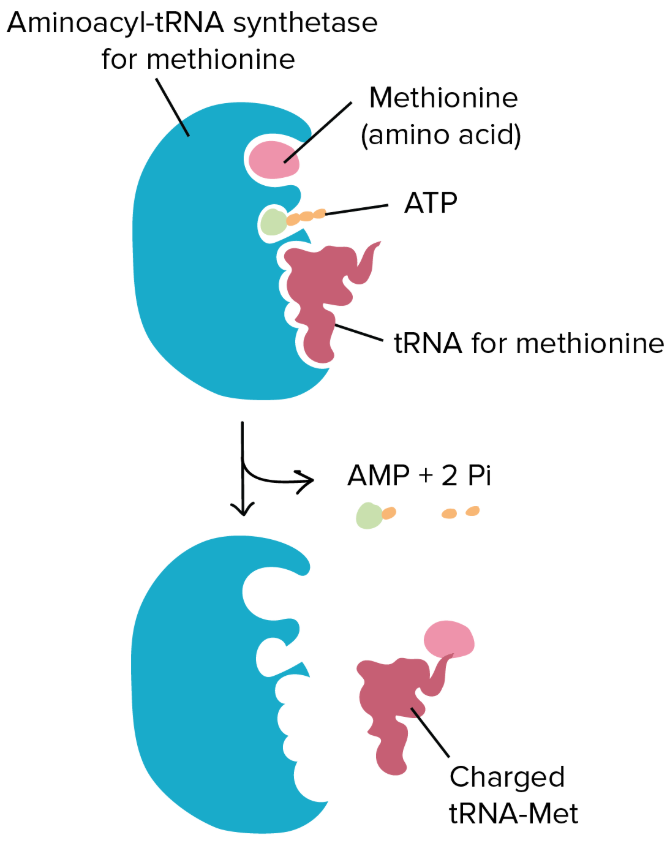 Aminoacyl-tRNA synthetase
for methionine
Methionine
(amino acid)
ATP
tRNA for methionine
AMP + 2 Pi
Charged
tRNA-Met